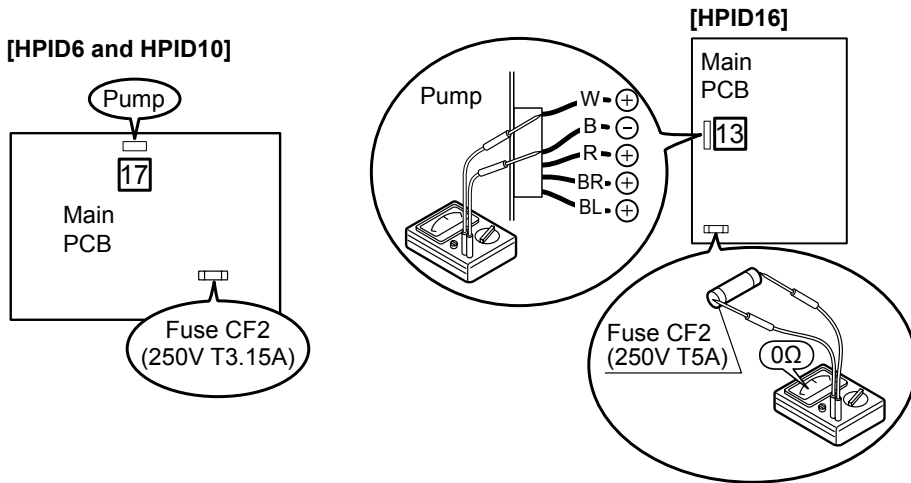 [HPID6 and HPID10]
Pump
17
Main
PCB
Fuse CF2
(250V T3.15A)
[HPID16]
Main
PCB
13
Pump
W +
B -
R +
BR +
BL +
Fuse CF2
(250V T5A)
0Ω